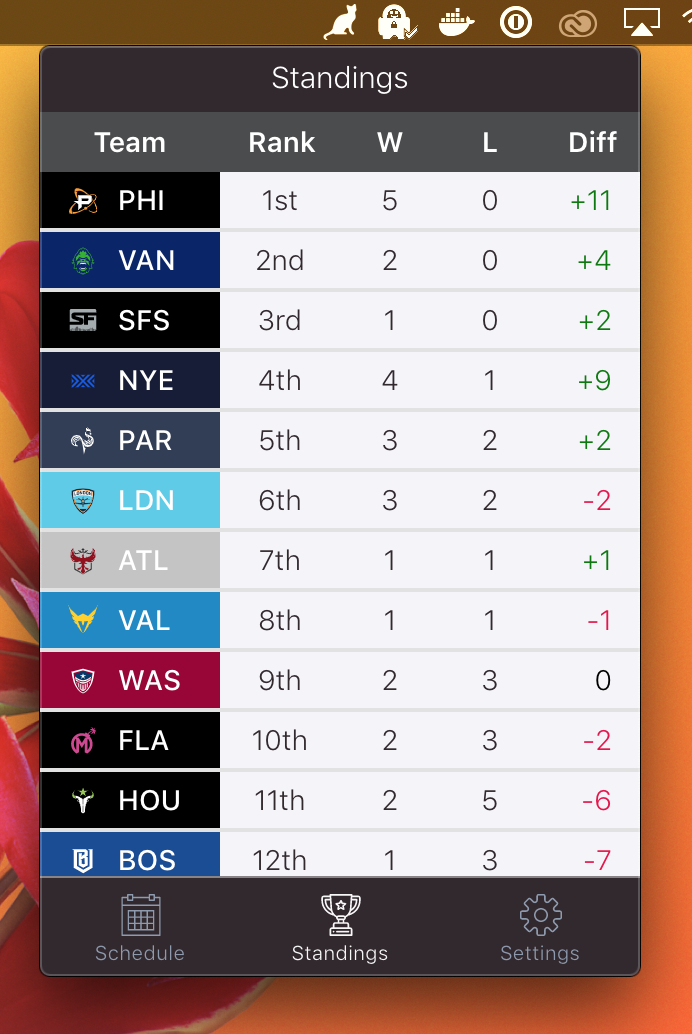 Standings
Team Rank W L Diff
PHI 1st 5 0 +11
VAN 2nd 2 0 +4
SF SFS 3rd 1 0 +2
NYE 4th 4 1 +9
PAR 5th 3 2 +2
LDN 6th 3 2 -2
ATL 7th 1 1 +1
VAL 8th 1 1 -1
WAS 9th 2 3 0
FLA 10th 2 3 -2
HOU 11th 2 5 -6
BOS 12th 1 3 -7
Schedule Standings Settings